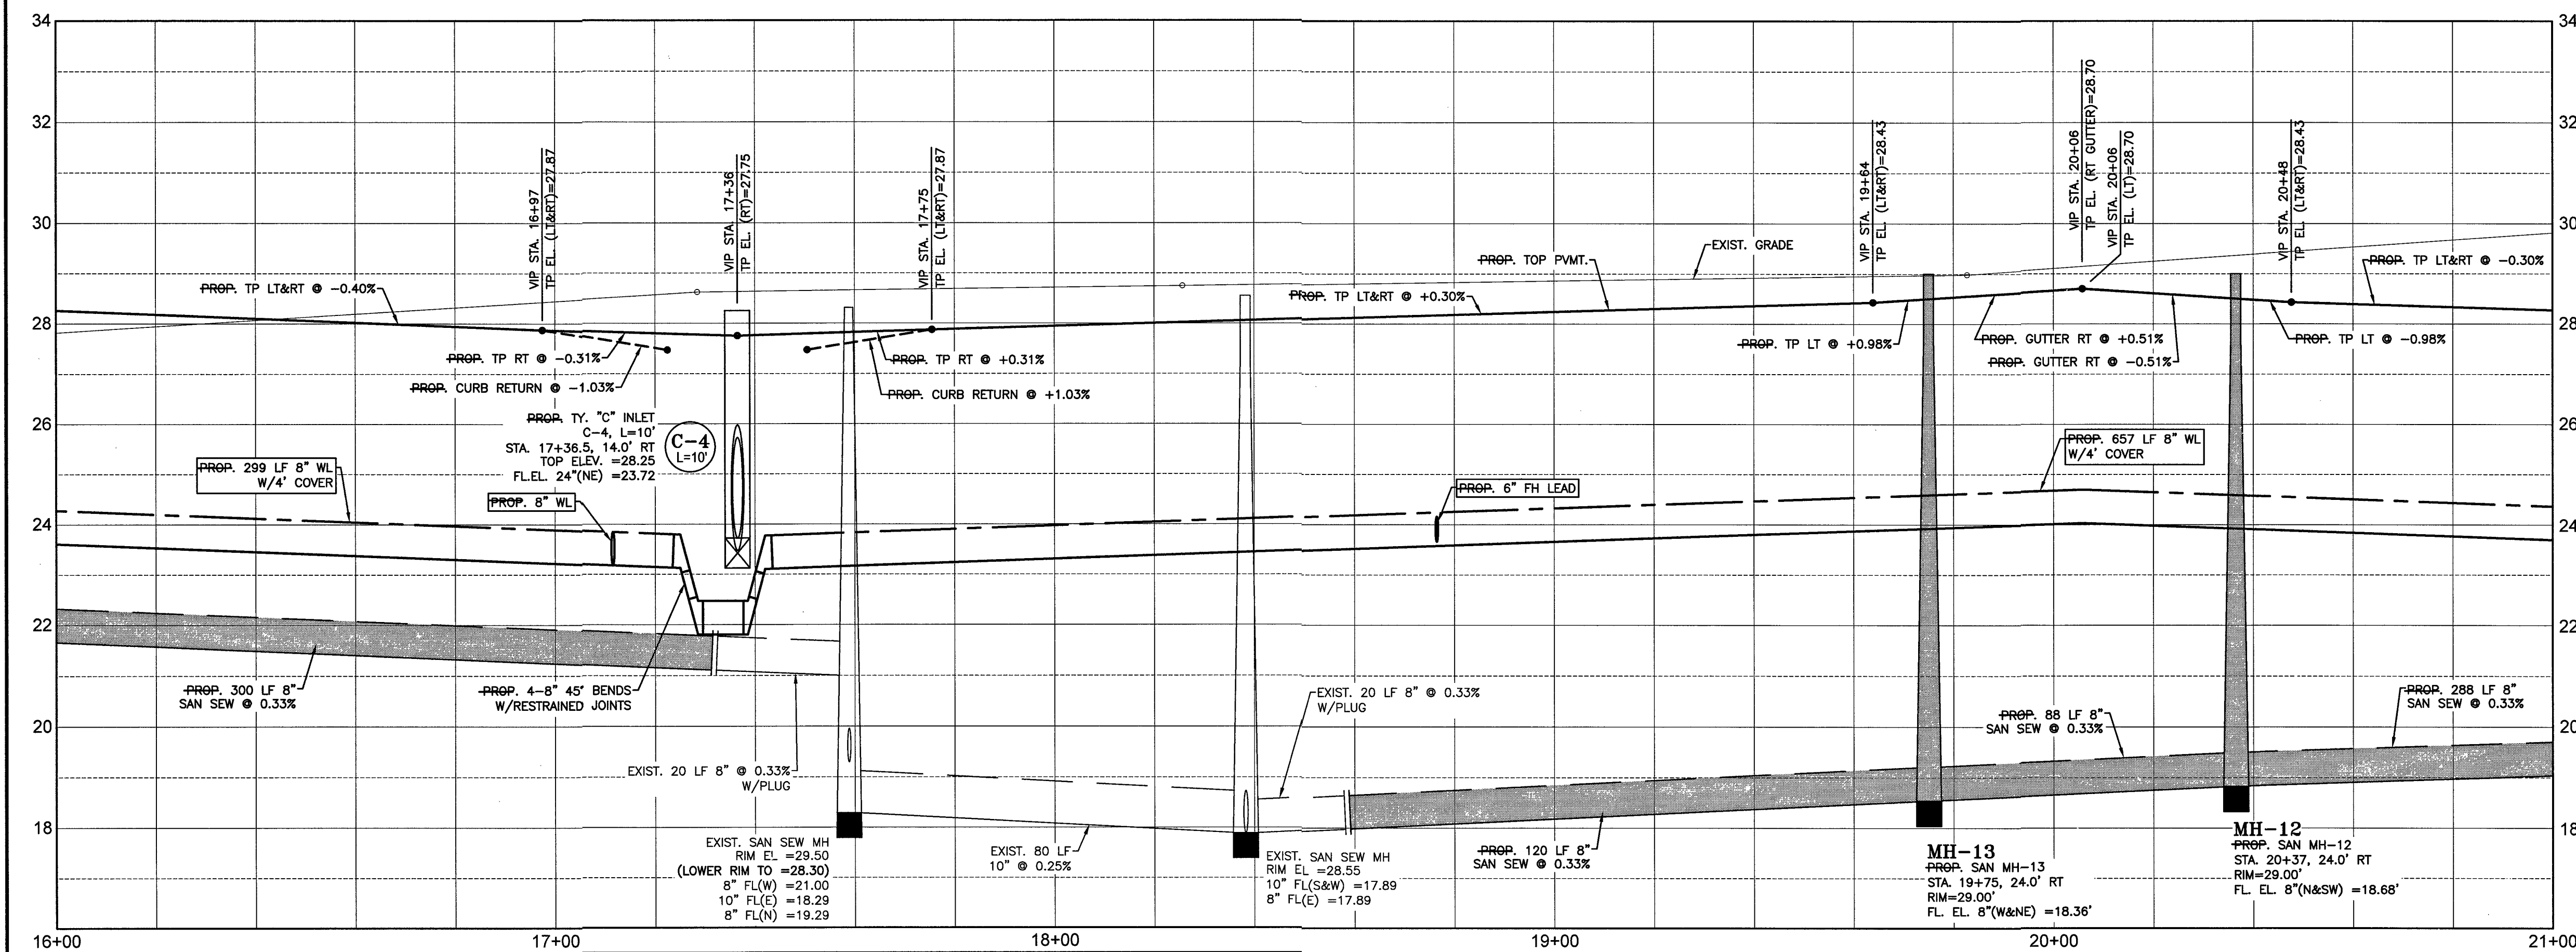 34
34
32
32
30
30
28
28
26
26
24
24
22
22
20
20
18
18
VIP STA. 16+97
TP EL. (LT&RT)=27.87
VIP STA. 17+36
TP EL. (RT)=27.75
VIP STA. 17+75
TP EL. (LT&RT)=27.87
VIP STA. 19+64
TP EL. (LT&RT)=28.43
VIP STA. 20+06
TP EL. (RT GUTTER)=28.70
VIP STA. 20+06
TP EL. (LT)=28.70
VIP STA. 20+48
TP EL. (LT&RT)=28.43
PROP. TP LT&RT @ -0.40%
PROP. TP RT @ -0.31%
PROP. CURB RETURN @ -1.03%
PROP. TP RT @ +0.31%
PROP. CURB RETURN @ +1.03%
PROP. TP LT&RT @ +0.30%
PROP. TOP PVMT.
EXIST. GRADE
PROP. TP LT @ +0.98%
PROP. GUTTER RT @ +0.51%
PROP. GUTTER RT @ -0.51%
PROP. TP LT @ -0.98%
PROP. TP LT&RT @ -0.30%
PROP. TY. "C" INLET
C-4, L=10'
STA. 17+36.5, 14.0' RT
TOP ELEV. =28.25
FL.EL. 24"(NE) =23.72
C-4
L=10'
PROP. 299 LF 8" WL
W/4' COVER
PROP. 8" WL
PROP. 6" FH LEAD
PROP. 657 LF 8" WL
W/4' COVER
PROP. 300 LF 8"
SAN SEW @ 0.33%
PROP. 4-8" 45° BENDS
W/RESTRAINED JOINTS
EXIST. 20 LF 8" @ 0.33%
W/PLUG
EXIST. 20 LF 8" @ 0.33%
W/PLUG
PROP. 88 LF 8"
SAN SEW @ 0.33%
PROP. 288 LF 8"
SAN SEW @ 0.33%
EXIST. SAN SEW MH
RIM EL =29.50
(LOWER RIM TO =28.30)
8" FL(W) =21.00
10" FL(E) =18.29
8" FL(N) =19.29
EXIST. 80 LF
10" @ 0.25%
EXIST. SAN SEW MH
RIM EL =28.55
10" FL(S&W) =17.89
8" FL(E) =17.89
PROP. 120 LF 8"
SAN SEW @ 0.33%
MH-13
PROP. SAN MH-13
STA. 19+75, 24.0' RT
RIM=29.00'
FL. EL. 8"(W&NE) =18.36'
MH-12
PROP. SAN MH-12
STA. 20+37, 24.0' RT
RIM=29.00'
FL. EL. 8"(N&SW) =18.68'
16+00
17+00
18+00
19+00
20+00
21+00